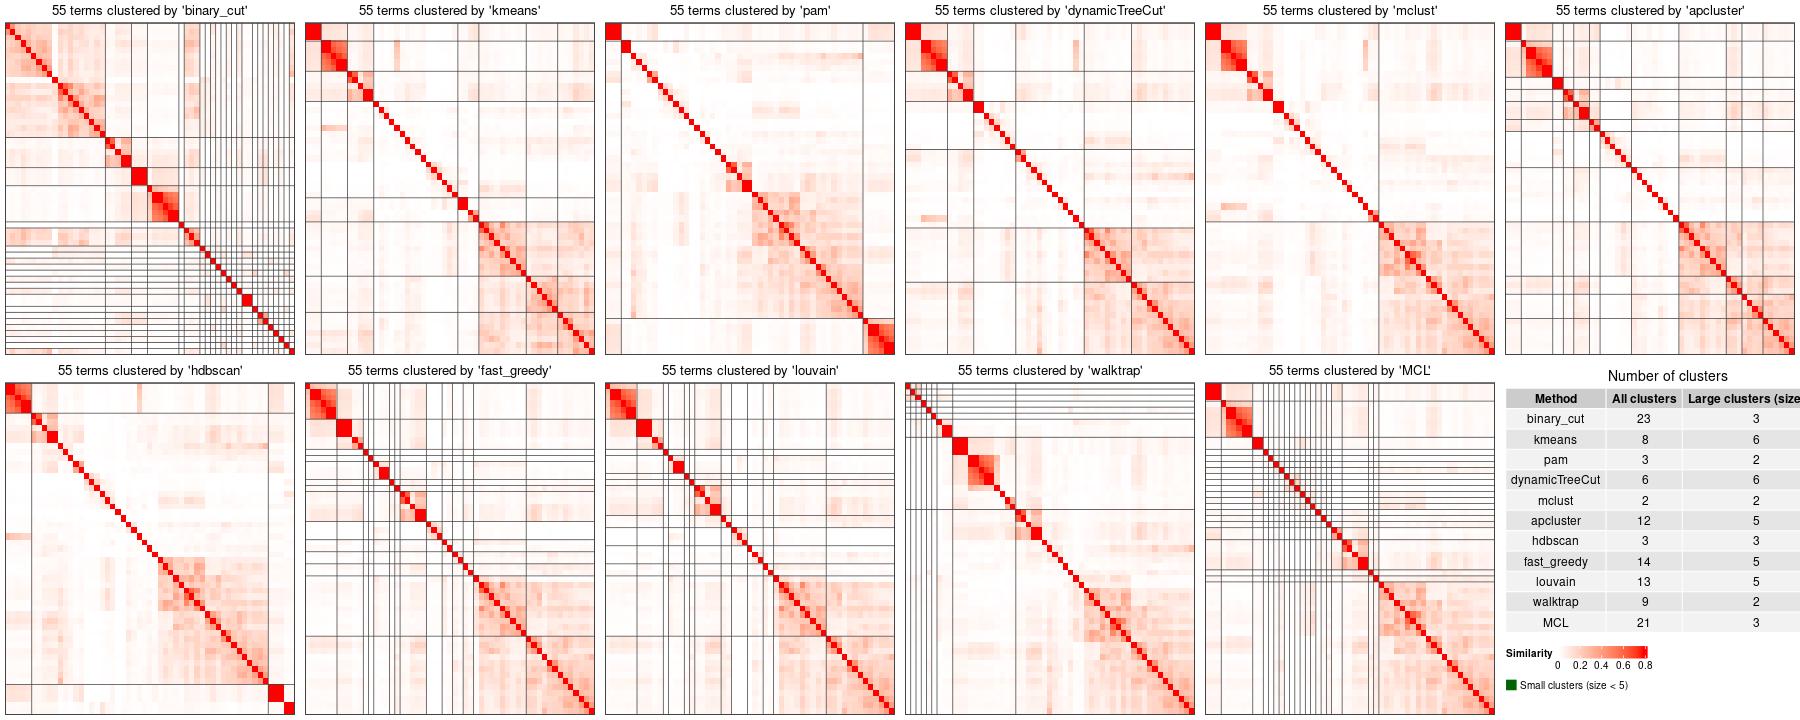 55 terms clustered by 'binary_cut'
55 terms clustered by 'kmeans'
55 terms clustered by 'pam'
55 terms clustered by 'dynamicTreeCut'
55 terms clustered by 'mclust'
55 terms clustered by 'apcluster'
55 terms clustered by 'hdbscan'
55 terms clustered by 'fast_greedy'
55 terms clustered by 'louvain'
55 terms clustered by 'walktrap'
55 terms clustered by 'MCL'
Number of clusters
Method All clusters Large clusters (size
binary_cut 23 3
kmeans 8 6
pam 3 2
dynamicTreeCut 6 6
mclust 2 2
apcluster 12 5
hdbscan 3 3
fast_greedy 14 5
louvain 13 5
walktrap 9 2
MCL 21 3
Similarity
0 0.2 0.4 0.6 0.8
Small clusters (size < 5)